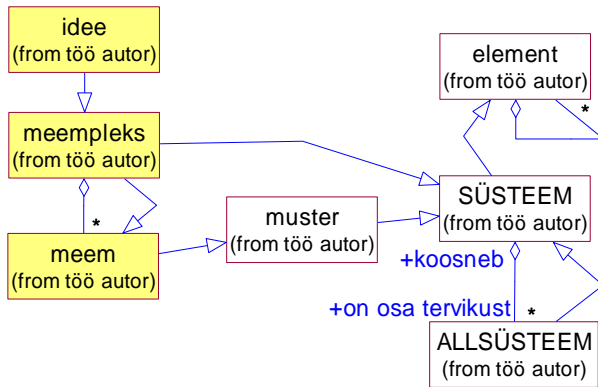 idee
(from töö autor)
element
(from töö autor)
*
meempleks
(from töö autor)
SÜSTEEM
(from töö autor)
muster
(from töö autor)
*
meem
(from töö autor)
+koosneb
+on osa tervikust
*
ALLSÜSTEEM
(from töö autor)